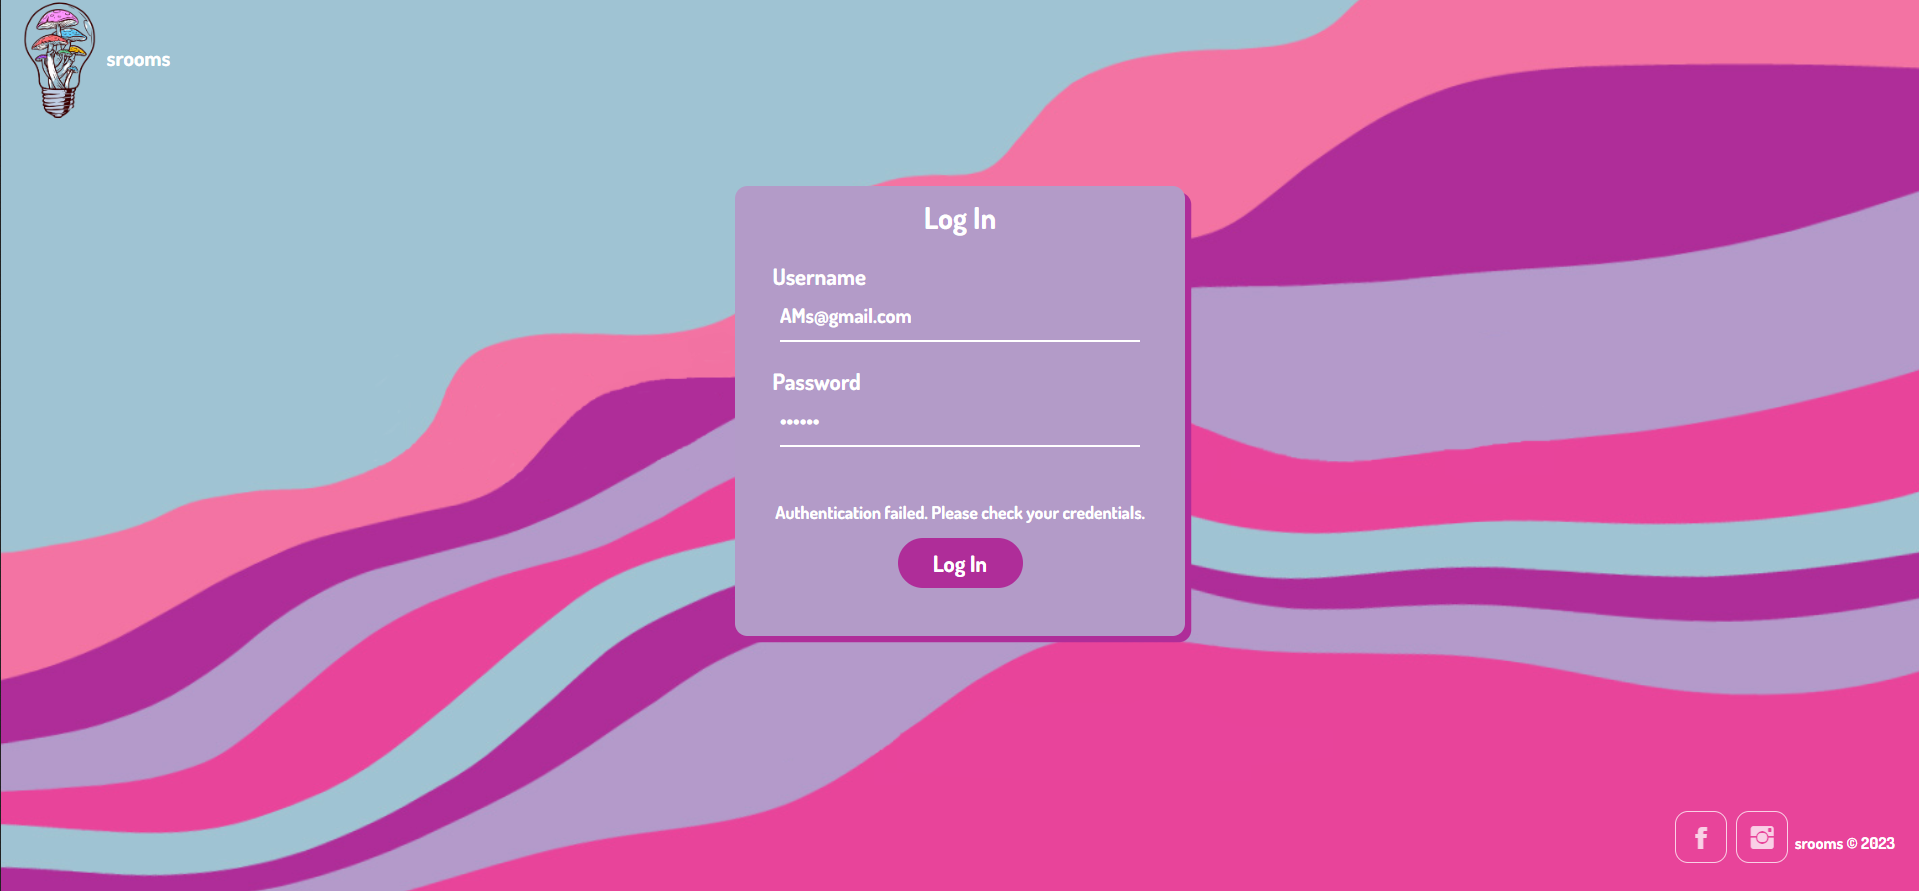 srooms
Log In
Username
AMs@gmail.com
Password
••••••
Authentication failed. Please check your credentials.
Log In
srooms © 2023